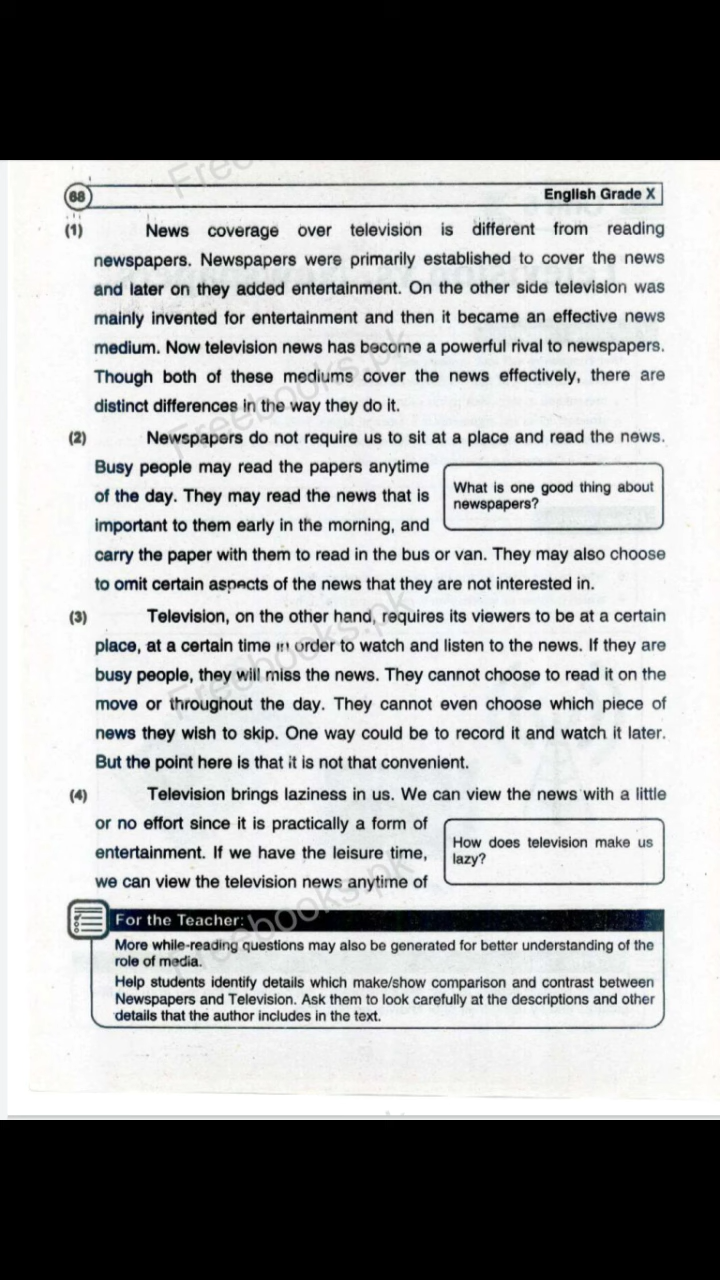 68
English Grade X
(1) News coverage over television is different from reading
newspapers. Newspapers were primarily established to cover the news
and later on they added entertainment. On the other side television was
mainly invented for entertainment and then it became an effective news
medium. Now television news has become a powerful rival to newspapers.
Though both of these mediums cover the news effectively, there are
distinct differences in the way they do it.
(2) Newspapers do not require us to sit at a place and read the news.
Busy people may read the papers anytime
of the day. They may read the news that is
important to them early in the morning, and
What is one good thing about
newspapers?
carry the paper with them to read in the bus or van. They may also choose
to omit certain aspects of the news that they are not interested in.
(3) Television, on the other hand, requires its viewers to be at a certain
place, at a certain time in order to watch and listen to the news. If they are
busy people, they will miss the news. They cannot choose to read it on the
move or throughout the day. They cannot even choose which piece of
news they wish to skip. One way could be to record it and watch it later.
But the point here is that it is not that convenient.
(4) Television brings laziness in us. We can view the news with a little
or no effort since it is practically a form of
entertainment. If we have the leisure time,
we can view the television news anytime of
How does television make us
lazy?
For the Teacher:
More while-reading questions may also be generated for better understanding of the
role of media.
Help students identify details which make/show comparison and contrast between
Newspapers and Television. Ask them to look carefully at the descriptions and other
details that the author includes in the text.
Freebooks.pk
Freebooks.pk
Freebooks.pk